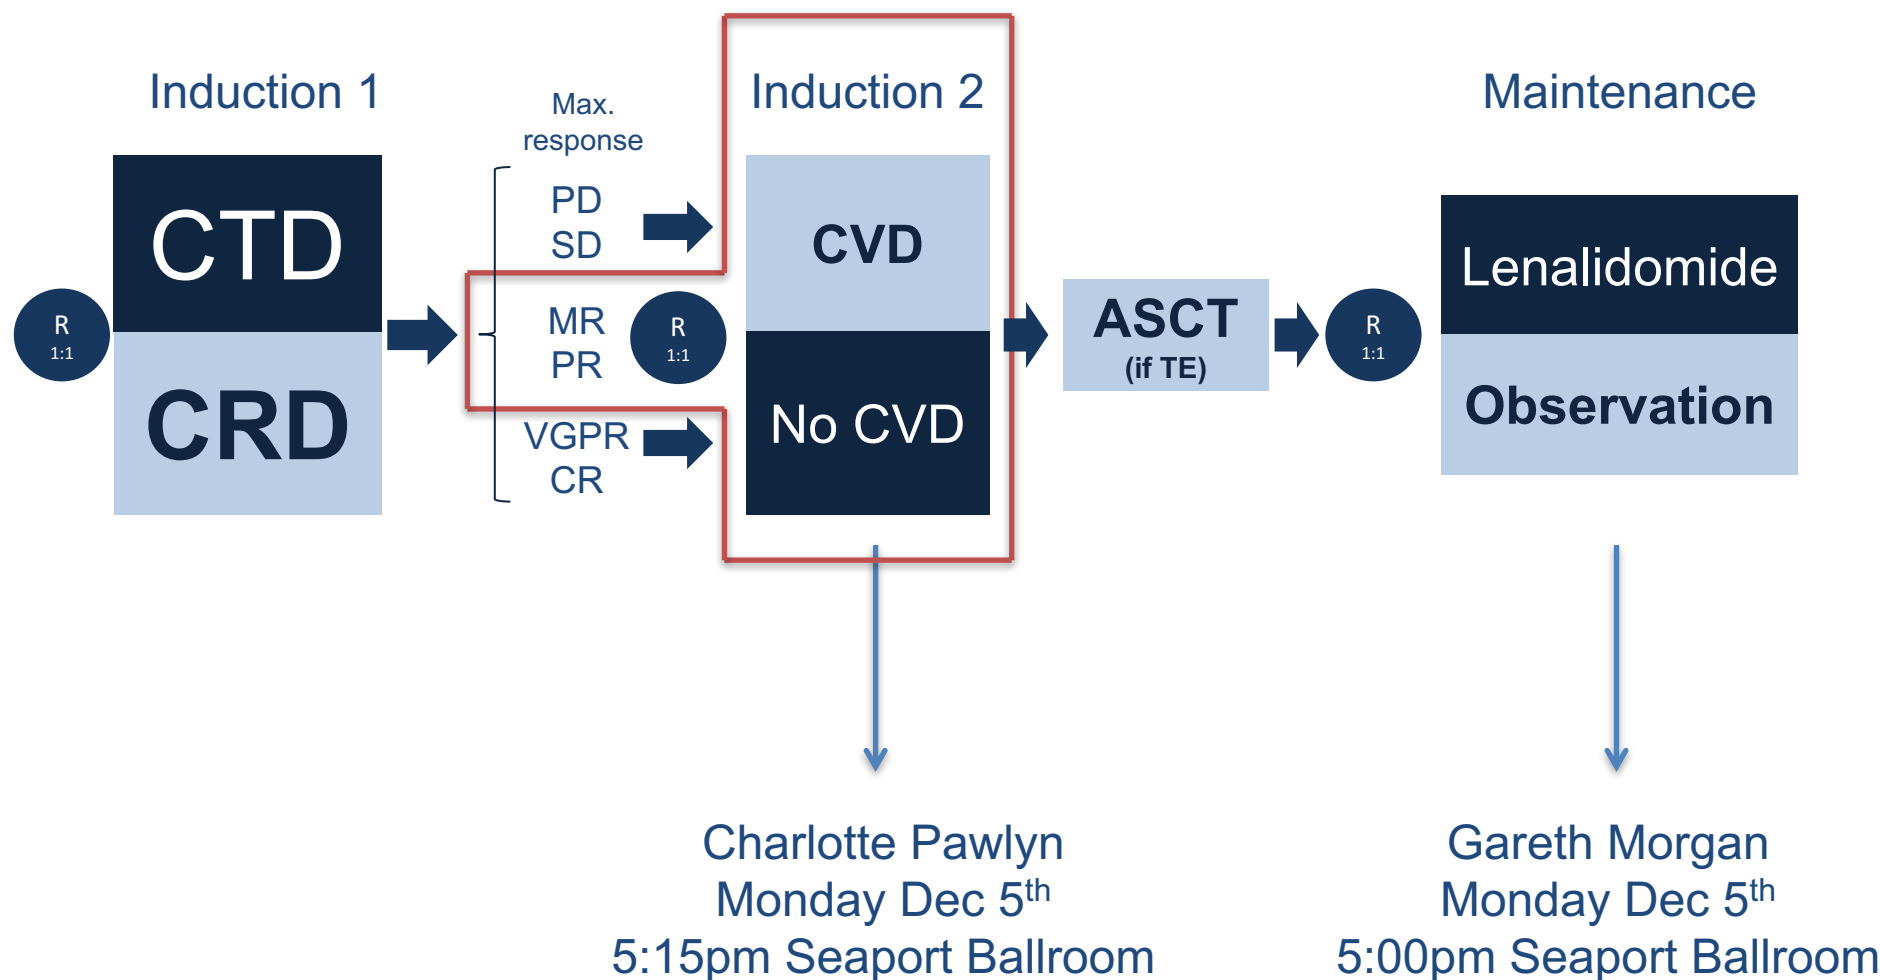 Induction 1
CTD
R
1:1
CRD
Max.
response
PD
SD
MR
PR
R
1:1
VGPR
CR
Induction 2
CVD
No CVD
ASCT
(if TE)
R
1:1
Maintenance
Lenalidomide
Observation
Charlotte Pawlyn
Monday Dec 5th
5:15pm Seaport Ballroom
Gareth Morgan
Monday Dec 5th
5:00pm Seaport Ballroom